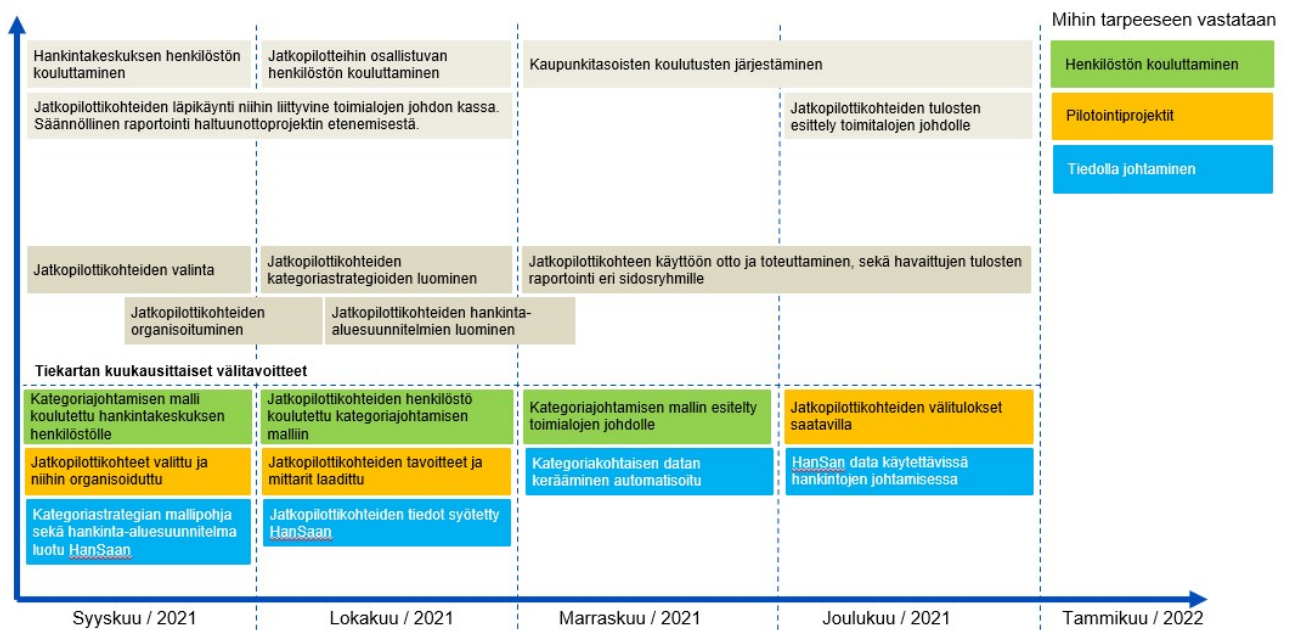 Mihin tarpeeseen vastataan
Hankintakeskuksen henkilöstön
kouluttaminen
Jatkopilotteihin osallistuvan
henkilöstön kouluttaminen
Kaupunkitasoisten koulutusten järjestäminen
Henkilöstön kouluttaminen
Jatkopilottikohteiden läpikäynti niihin liittyvine toimialojen johdon kassa.
Säännöllinen raportointi haltuunottoprojektin etenemisestä.
Jatkopilottikohteiden tulosten
esittely toimitalojen johdolle
Pilotointiprojektit
Tiedolla johtaminen
Jatkopilottikohteiden valinta
Jatkopilottikohteiden
kategoriastrategioiden luominen
Jatkopilottikohteen käyttöön otto ja toteuttaminen, sekä havaittujen tulosten
raportointi eri sidosryhmille
Jatkopilottikohteiden
organisoituminen
Jatkopilottikohteiden hankinta-
aluesuunnitelmien luominen
Tiekartan kuukausittaiset välitavoitteet
Kategoriajohtamisen malli
koulutettu hankintakeskuksen
henkilöstölle
Jatkopilottikohteiden henkilöstö
koulutettu kategoriajohtamisen
malliin
Kategoriajohtamisen mallin esitelty
toimialojen johdolle
Jatkopilottikohteiden välitulokset
saatavilla
Jatkopilottikohteet valittu ja
niihin organisoiduttu
Jatkopilottikohteiden tavoitteet ja
mittarit laadittu
Kategoriakohtaisen datan
kerääminen automatisoitu
HanSan data käytettävissä
hankintojen johtamisessa
Kategoriastrategian mallipohja
sekä hankinta-aluesuunnitelma
luotu HanSaan
Jatkopilottikohteiden tiedot syötetty
HanSaan
Syyskuu / 2021
Lokakuu / 2021
Marraskuu / 2021
Joulukuu / 2021
Tammikuu / 2022